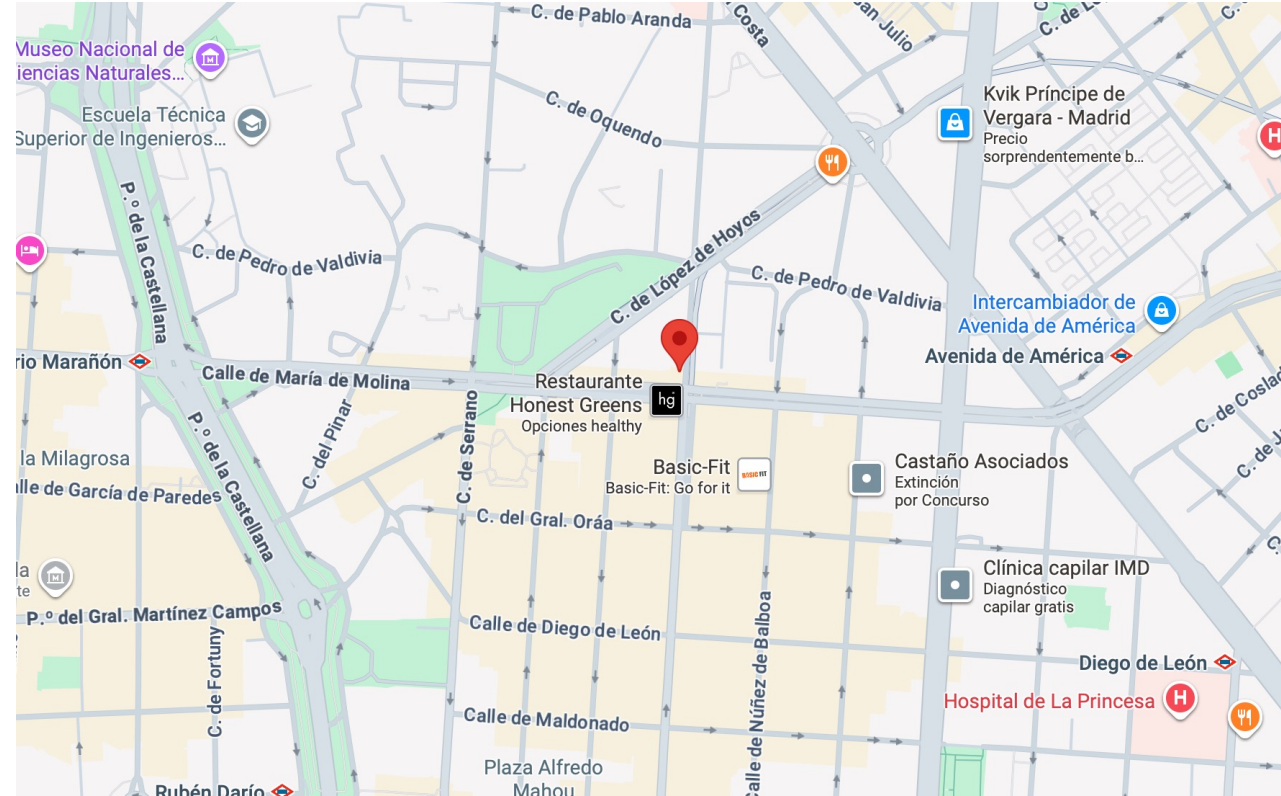 C. de Pablo Aranda
Costa
San Julio
C. de L
Museo Nacional de
iencias Naturales...
Escuela Técnica
Superior de Ingenieros...
C. de Oquendo
Kvik Príncipe de
Vergara - Madrid
Precio
sorprendentemente b...
H
P.º de la Castellana
C. de Pedro de Valdivia
C. de López de Hoyos
C. de Pedro de Valdivia
Intercambiador de
Avenida de América
Avenida de América
rio Marañón
Calle de María de Molina
Restaurante
Honest Greens
Opciones healthy
hg
C. de Serrano
C. del Pinar
P.º de la Castellana
C. de Coslad
la Milagrosa
lle de García de Paredes
Basic-Fit
Basic-Fit: Go for it
BASIC FIT
Castaño Asociados
Extinción
por Concurso
C. del Gral. Oráa
Clínica capilar IMD
Diagnóstico
capilar gratis
la
te
P.º del Gral. Martínez Campos
C. de Fortuny
Calle de Diego de León
Calle de Núñez de Balboa
Diego de León
Hospital de La Princesa
H
Calle de Maldonado
Plaza Alfredo
Mahou
Rubén Darío